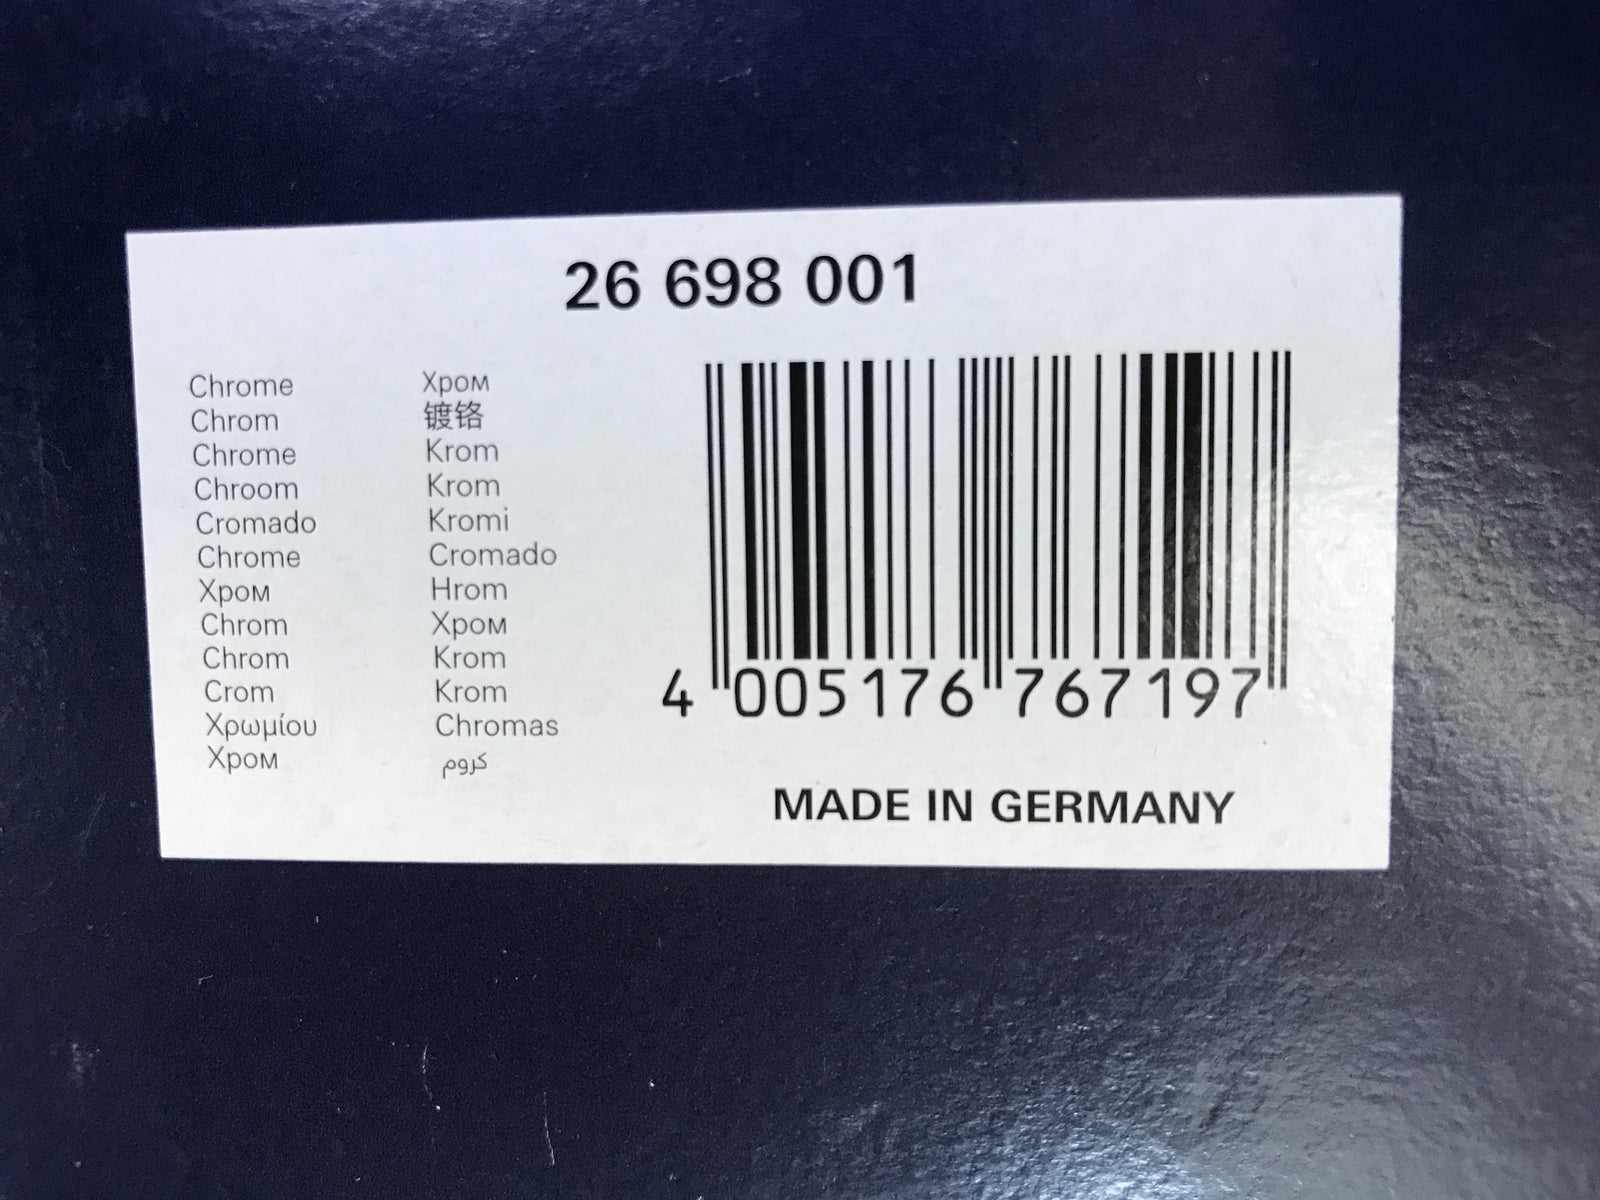 26 698 001
Chrome
Chrom
Chrome
Chroom
Cromado
Chrome
Хром
Chrom
Chrom
Crom
Χρωμίου
Хром
Хром
镀铬
Krom
Krom
Kromi
Cromado
Hrom
Хром
Krom
Krom
Chromas
كروم
4 005176 767197
MADE IN GERMANY